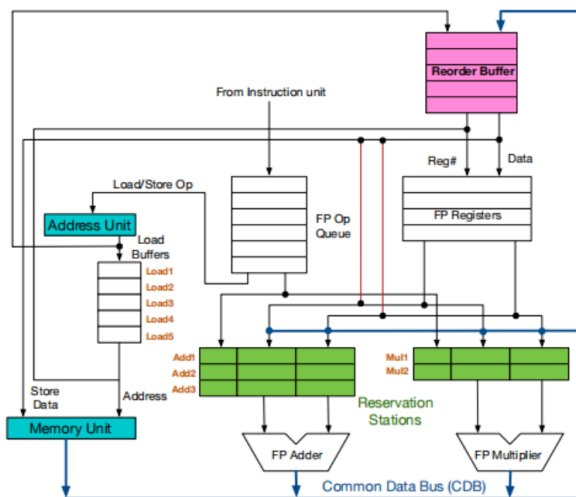 Reorder Buffer
From Instruction unit
Reg#
Data
Load/Store Op
FP Op
Queue
FP Registers
Address Unit
Load
Buffers
Load1
Load2
Load3
Load4
Load5
Add1
Add2
Add3
Mul1
Mul2
Store
Data
Address
Reservation
Stations
Memory Unit
FP Adder
FP Multiplier
Common Data Bus (CDB)